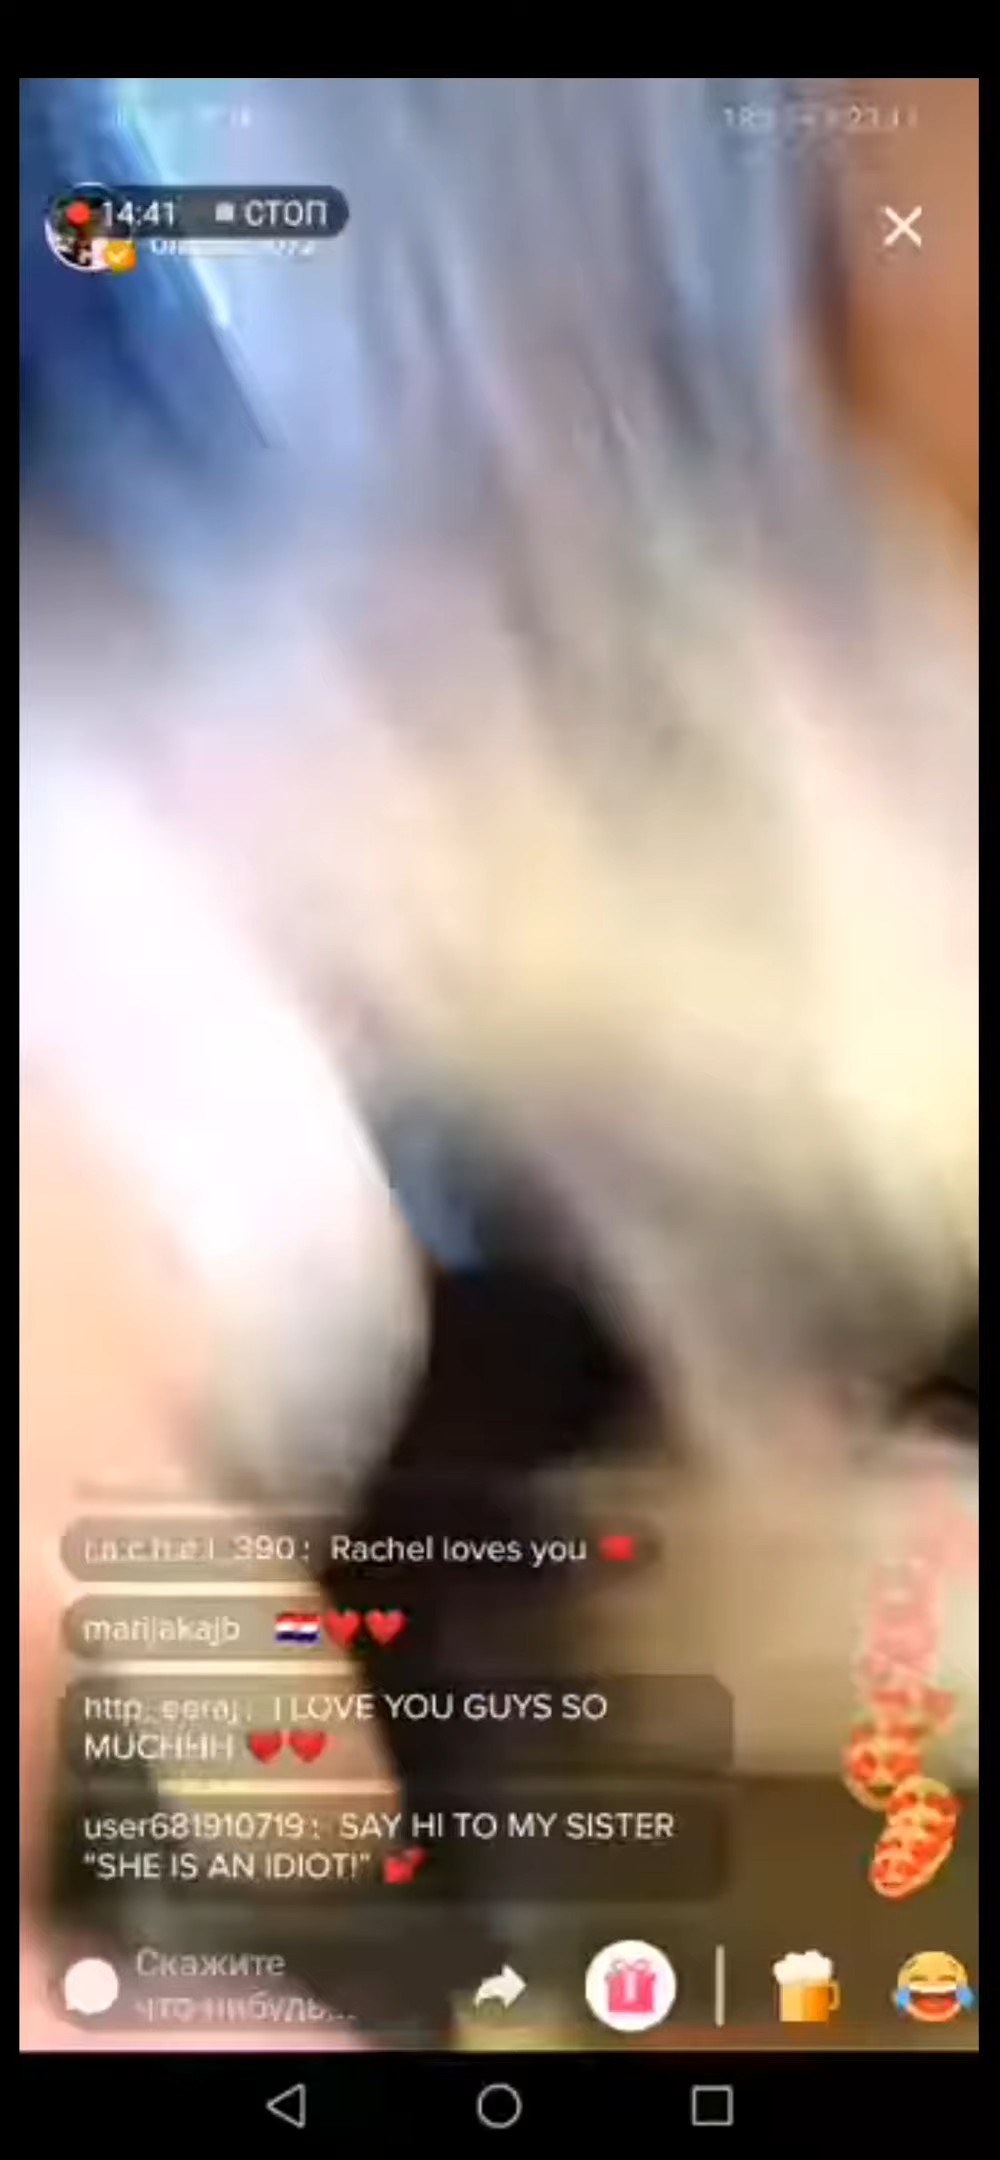 14:41 СТОП
390: Rachel loves you
marijakajb
http_eeraj: I LOVE YOU GUYS SO
MUCHHH
user681910719: SAY HI TO MY SISTER
“SHE IS AN IDIOT!”
Скажите
что-нибудь...